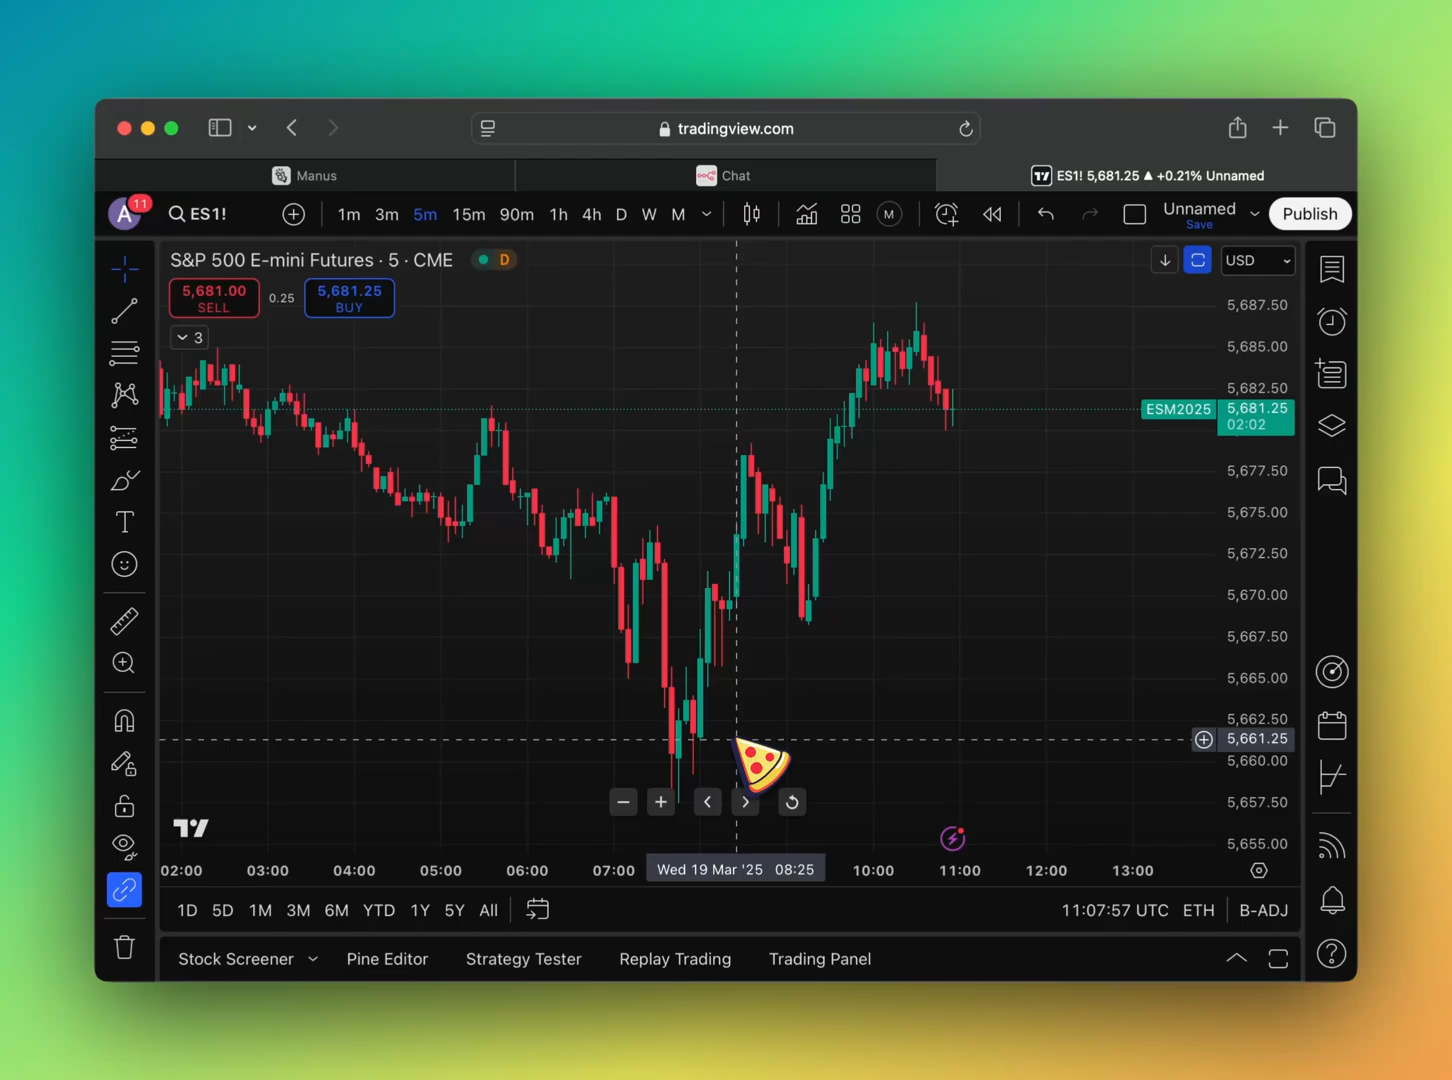 tradingview.com
Manus
Chat
ES1! 5,681.25 ▲ +0.21% Unnamed
A
11
ES1!
1m 3m 5m 15m 90m 1h 4h D W M
M
Unnamed
Save
Publish
S&P 500 E-mini Futures · 5 · CME
D
USD
5,681.00
SELL
0.25
5,681.25
BUY
3
5,687.50
5,685.00
5,682.50
ESM2025
5,681.25
02:02
5,677.50
5,675.00
5,672.50
5,670.00
5,667.50
5,665.00
5,662.50
5,661.25
5,660.00
5,657.50
5,655.00
02:00 03:00 04:00 05:00 06:00 07:00 Wed 19 Mar '25 08:25 10:00 11:00 12:00 13:00
1D 5D 1M 3M 6M YTD 1Y 5Y All
11:07:57 UTC ETH B-ADJ
Stock Screener Pine Editor Strategy Tester Replay Trading Trading Panel